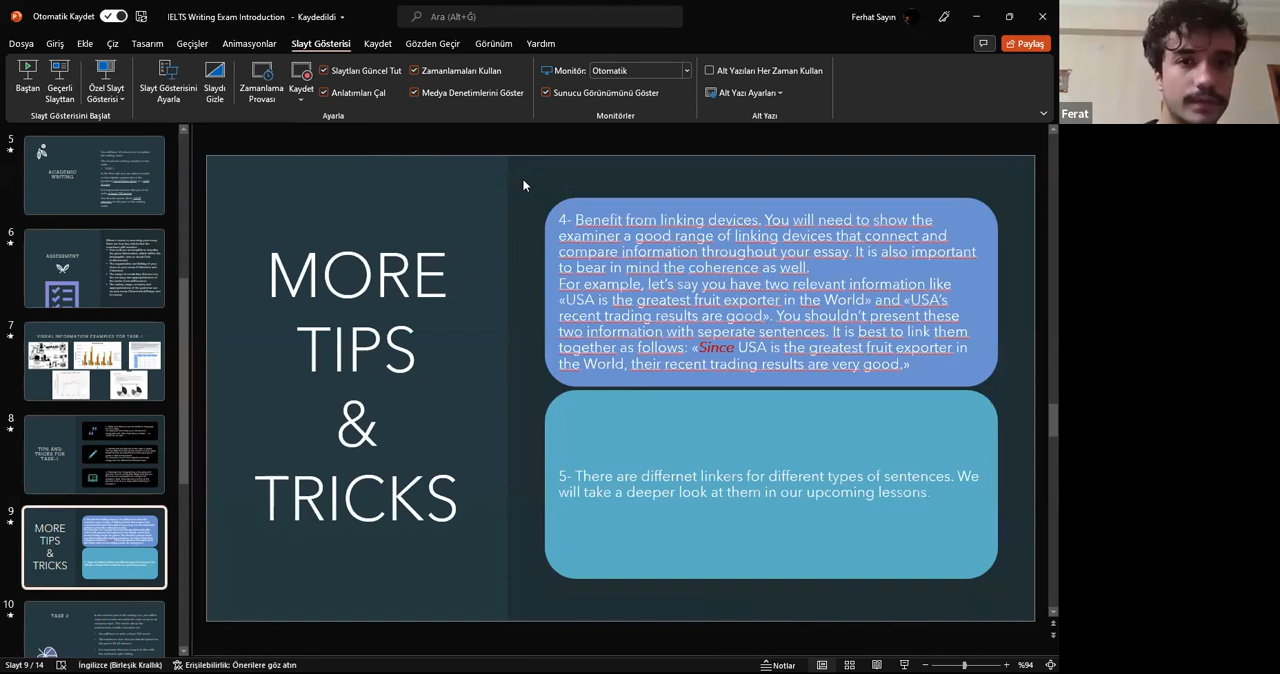 Otomatik Kaydet
IELTS Writing Exam Introduction - Kaydedildi
Ara (Alt+Ğ)
Ferhat Sayın
Dosya Giriş Ekle Çiz Tasarım Geçişler Animasyonlar Slayt Gösterisi Kaydet Gözden Geçir Görünüm Yardım
Paylaş
Baştan
Geçerli Slayttan
Özel Slayt Gösterisi
Slayt Gösterisini Başlat
Slayt Gösterisi Ayarla
Slaydı Gizle
Zamanlama Provası
Kaydet
Slaytları Güncel Tut
Zamanlamaları Kullan
Anlatımları Çal
Medya Denetimlerini Göster
Ayarla
Monitör: Otomatik
Sunucu Görünümünü Göster
Monitörler
Alt Yazıları Her Zaman Kullan
Alt Yazı Ayarları
Alt Yazı
Ferat
5
ACADEMIC
WRITING
6
ASSESSMENT
7
VISUAL INFORMATION EXAMPLES FOR TASK-1
8
TIPS AND
TRICKS FOR
TASK-1
9
MORE
TIPS
&
TRICKS
10
TASK 2
MORE
TIPS
&
TRICKS
4- Benefit from linking devices. You will need to show the
examiner a good range of linking devices that connect and
compare information throughout your essay. It is also important
to bear in mind the coherence as well.
For example, let's say you have two relevant information like
«USA is the greatest fruit exporter in the World» and «USA's
recent trading results are good». You shouldn't present these
two information with seperate sentences. It is best to link them
together as follows: «Since USA is the greatest fruit exporter in
the World, their recent trading results are very good.»
5- There are differnet linkers for different types of sentences. We
will take a deeper look at them in our upcoming lessons.
Slayt 9 / 14
İngilizce (Birleşik Krallık)
Erişilebilirlik: Önerilere göz atın
Notlar
%94